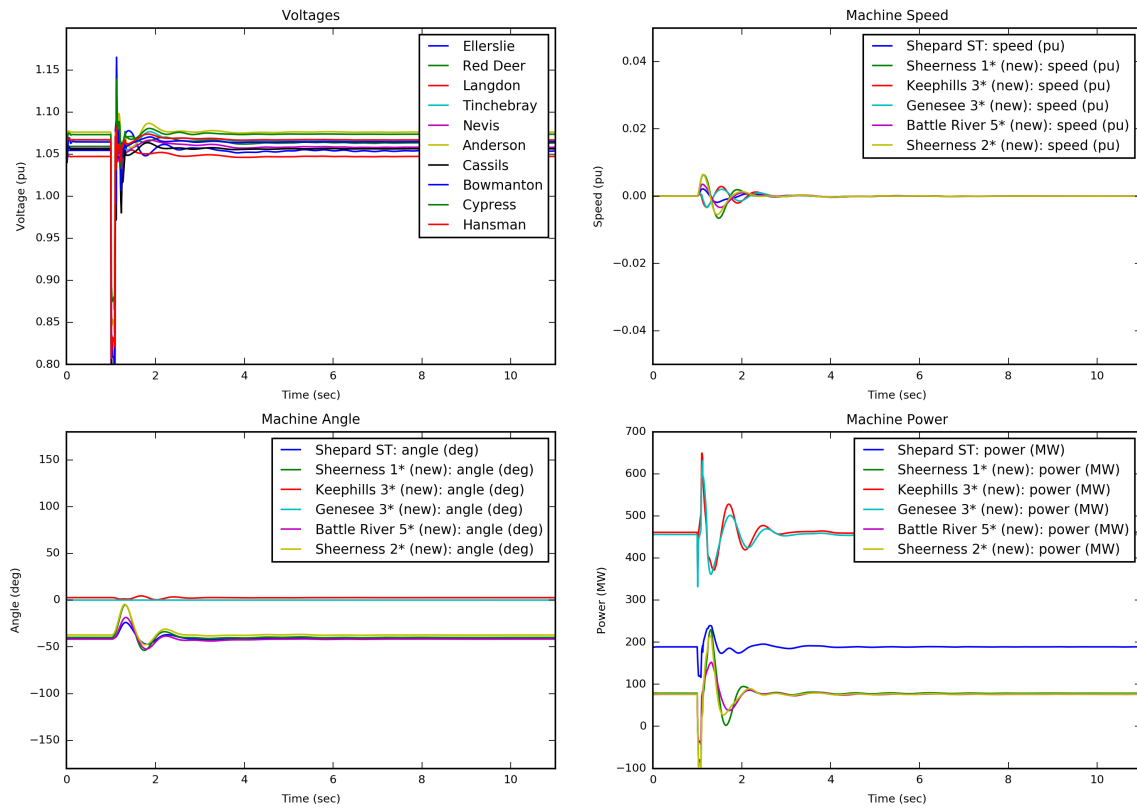 Voltages
Voltage (pu)
1.15
1.10
1.05
1.00
0.95
0.90
0.85
0.80
0 2 4 6 8 10
Time (sec)
Ellerslie
Red Deer
Langdon
Tinchebray
Nevis
Anderson
Cassils
Bowmanton
Cypress
Hansman
Machine Speed
Speed (pu)
0.04
0.02
0.00
−0.02
−0.04
0 2 4 6 8 10
Time (sec)
Shepard ST: speed (pu)
Sheerness 1* (new): speed (pu)
Keephills 3* (new): speed (pu)
Genesee 3* (new): speed (pu)
Battle River 5* (new): speed (pu)
Sheerness 2* (new): speed (pu)
Machine Angle
Angle (deg)
150
100
50
0
−50
−100
−150
0 2 4 6 8 10
Time (sec)
Shepard ST: angle (deg)
Sheerness 1* (new): angle (deg)
Keephills 3* (new): angle (deg)
Genesee 3* (new): angle (deg)
Battle River 5* (new): angle (deg)
Sheerness 2* (new): angle (deg)
Machine Power
Power (MW)
700
600
500
400
300
200
100
0
−100
0 2 4 6 8 10
Time (sec)
Shepard ST: power (MW)
Sheerness 1* (new): power (MW)
Keephills 3* (new): power (MW)
Genesee 3* (new): power (MW)
Battle River 5* (new): power (MW)
Sheerness 2* (new): power (MW)